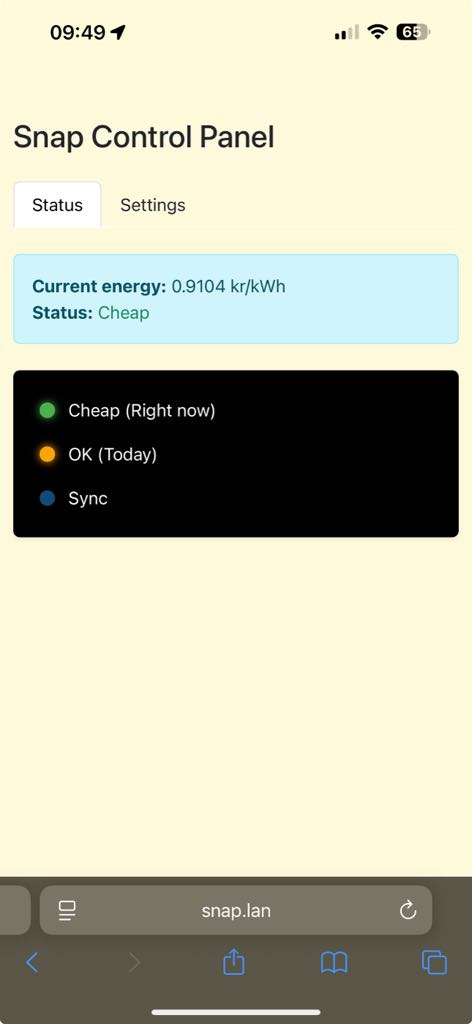 09:49
65
Snap Control Panel
Status
Settings
Current energy: 0.9104 kr/kWh
Status: Cheap
Cheap (Right now)
OK (Today)
Sync
snap.lan